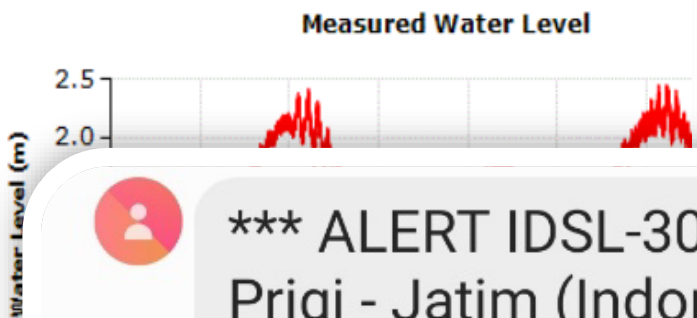 Measured Water Level
2.5
2.0
Water Level (m)
*** ALERT IDSL-30
Prigi - Jatim (Indo